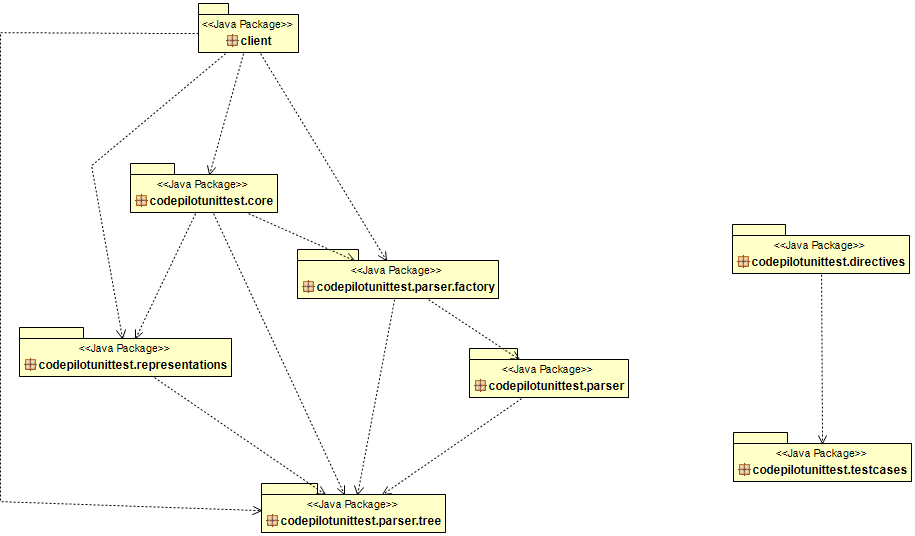 <<Java Package>>
client
<<Java Package>>
codepilotunittest.core
<<Java Package>>
codepilotunittest.directives
<<Java Package>>
codepilotunittest.parser.factory
<<Java Package>>
codepilotunittest.representations
<<Java Package>>
codepilotunittest.parser
<<Java Package>>
codepilotunittest.testcases
<<Java Package>>
codepilotunittest.parser.tree